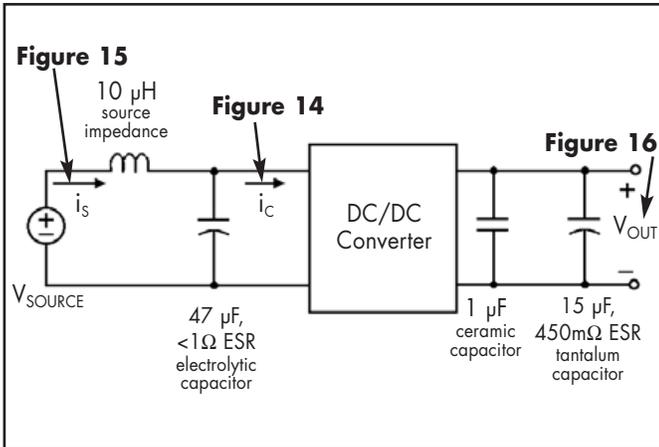 Figure 15
10 µH
source
impedance
Figure 14
Figure 16
iS
iC
DC/DC
Converter
+
VOUT
–
+
–
VSOURCE
47 µF,
<1Ω ESR
electrolytic
capacitor
1 µF
ceramic
capacitor
15 µF,
450mΩ ESR
tantalum
capacitor